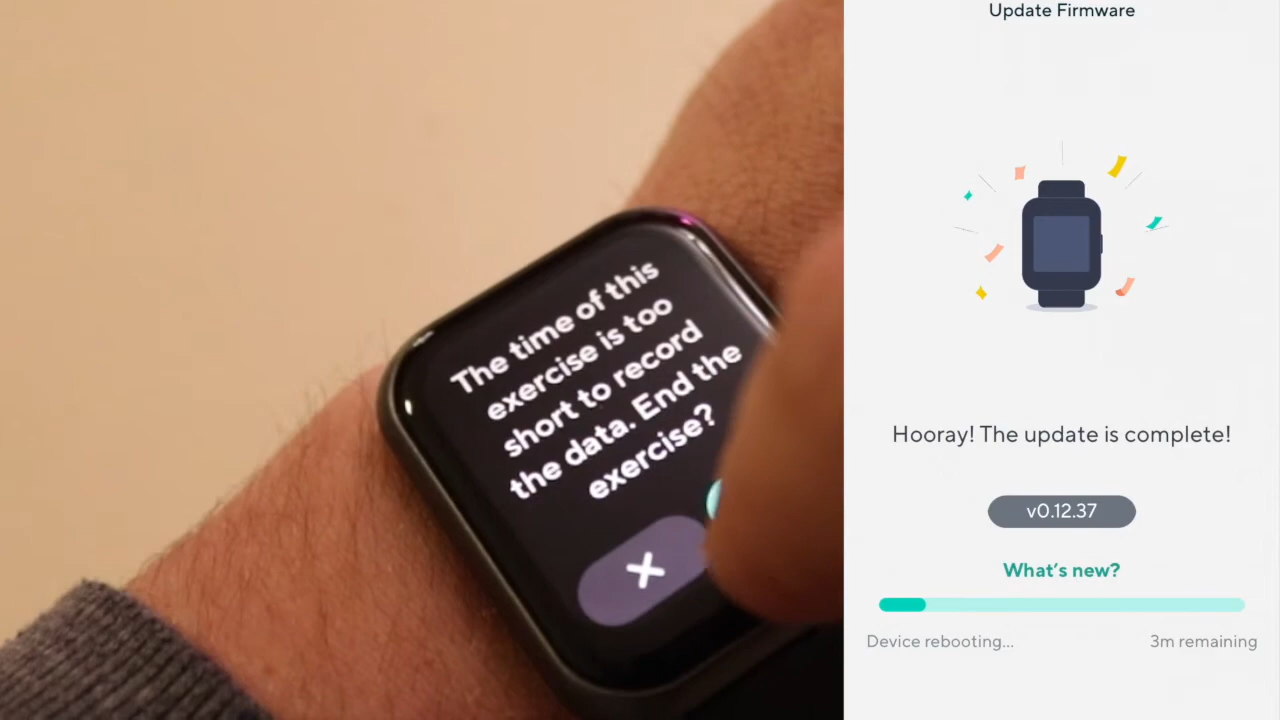 The time of this
exercise is too
short to record
the data. End the
exercise?
Update Firmware
Hooray! The update is complete!
v0.12.37
What's new?
Device rebooting...
3m remaining